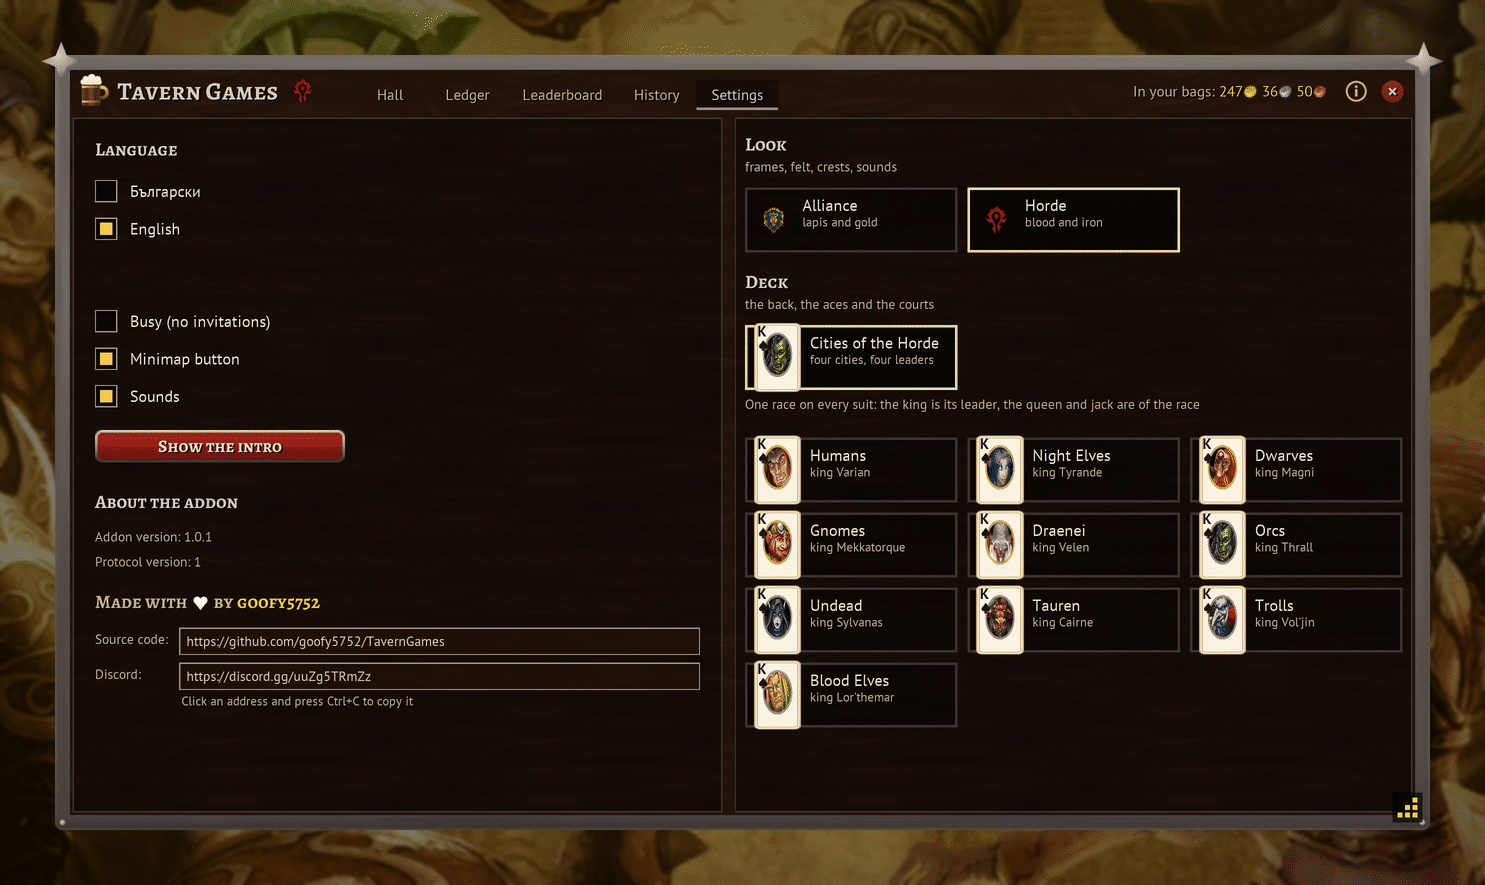 Tavern Games
Hall
Ledger
Leaderboard
History
Settings
In your bags: 247 36 50
Language
Български
English
Busy (no invitations)
Minimap button
Sounds
Show the intro
About the addon
Addon version: 1.0.1
Protocol version: 1
Made with by goofy5752
Source code:
https://github.com/goofy5752/TavernGames
Discord:
https://discord.gg/uuZg5TRmZz
Click an address and press Ctrl+C to copy it
Look
frames, felt, crests, sounds
Alliance
lapis and gold
Horde
blood and iron
Deck
the back, the aces and the courts
K
Cities of the Horde
four cities, four leaders
One race on every suit: the king is its leader, the queen and jack are of the race
K
Humans
king Varian
K
Night Elves
king Tyrande
K
Dwarves
king Magni
K
Gnomes
king Mekkatorque
K
Draenei
king Velen
K
Orcs
king Thrall
K
Undead
king Sylvanas
K
Tauren
king Cairne
K
Trolls
king Vol'jin
K
Blood Elves
king Lor'themar